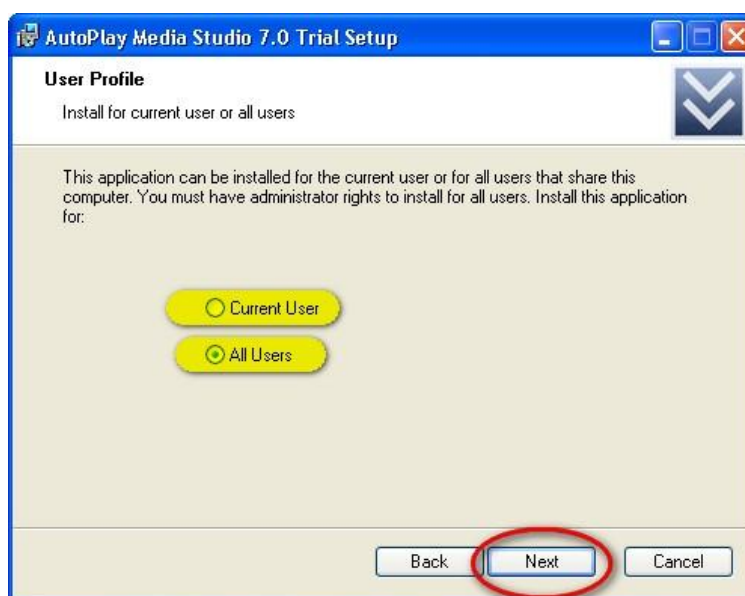 AutoPlay Media Studio 7.0 Trial Setup
User Profile
Install for current user or all users
This application can be installed for the current user or for all users that share this
computer. You must have administrator rights to install for all users. Install this application
for:
Current User
All Users
Back Next Cancel